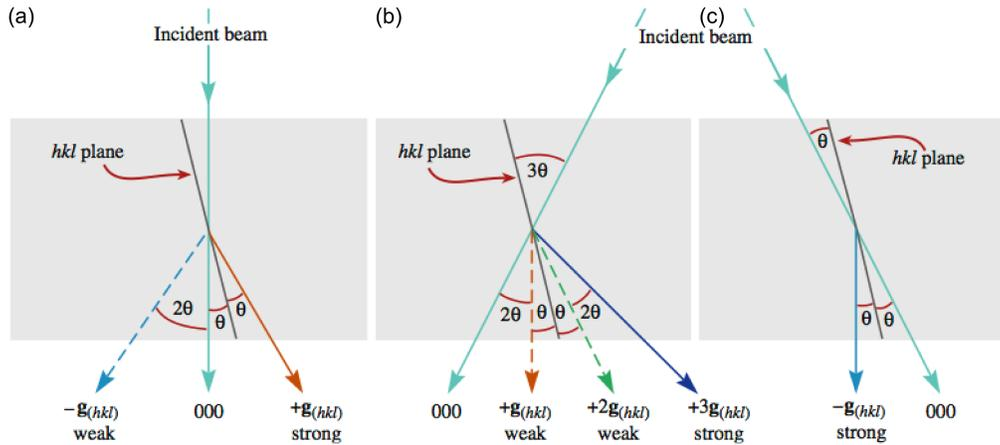 (a)
Incident beam
hkl plane
2θ
θ
θ
−g(hkl)
weak
000
+g(hkl)
strong
(b)
Incident beam
hkl plane
3θ
2θ
θ
θ
2θ
000
+g(hkl)
weak
+2g(hkl)
weak
+3g(hkl)
strong
(c)
θ
hkl plane
θ
θ
−g(hkl)
strong
000